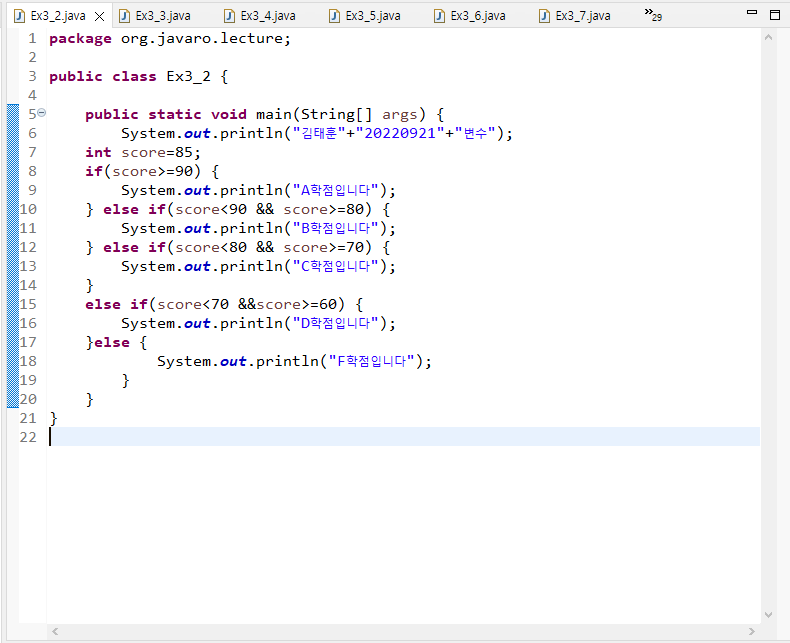 Ex3_2.java Ex3_3.java Ex3_4.java Ex3_5.java Ex3_6.java Ex3_7.java »29
1 package org.javaro.lecture;
2
3 public class Ex3_2 {
4
5     public static void main(String[] args) {
6         System.out.println("김태훈"+"20220921"+"변수");
7     int score=85;
8     if(score>=90) {
9         System.out.println("A학점입니다");
10     } else if(score<90 && score>=80) {
11         System.out.println("B학점입니다");
12     } else if(score<80 && score>=70) {
13         System.out.println("C학점입니다");
14     }
15     else if(score<70 &&score>=60) {
16         System.out.println("D학점입니다");
17     }else {
18             System.out.println("F학점입니다");
19         }
20     }
21 }
22